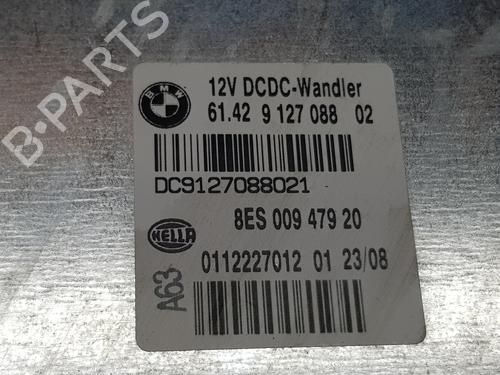 B-PARTS
BMW
12V DCDC-Wandler
61.42 9 127 088 02
DC9127088021
8ES 009 479 20
HELLA
0112227012 01 23/08
A63